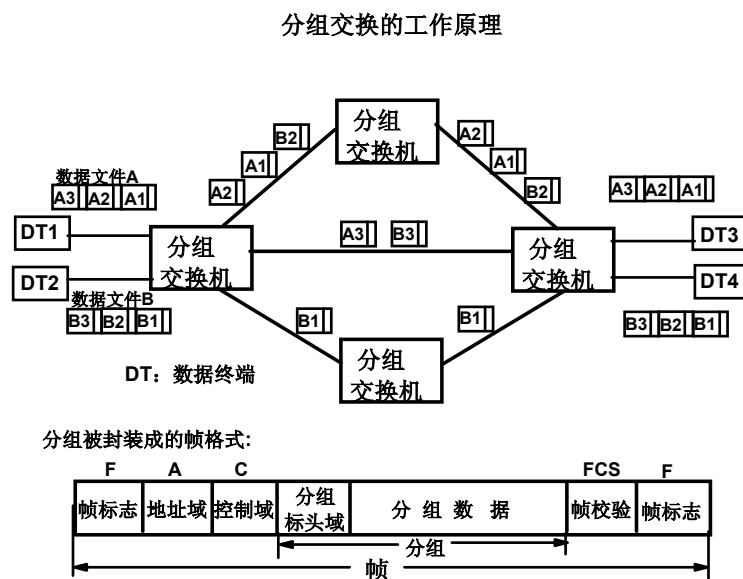 分组交换的工作原理
分组
交换机
B2
A1
A2
A2
A1
B2
数据文件A
A3 A2 A1
A3 A2 A1
DT1
DT2
分组
交换机
A3 B3
分组
交换机
DT3
DT4
数据文件B
B3 B2 B1
B1
B1
B3 B2 B1
分组
交换机
DT：数据终端
分组被封装成的帧格式:
F A C FCS F
帧标志 地址域 控制域 分组标头域 分 组 数 据 帧校验 帧标志
分组
帧